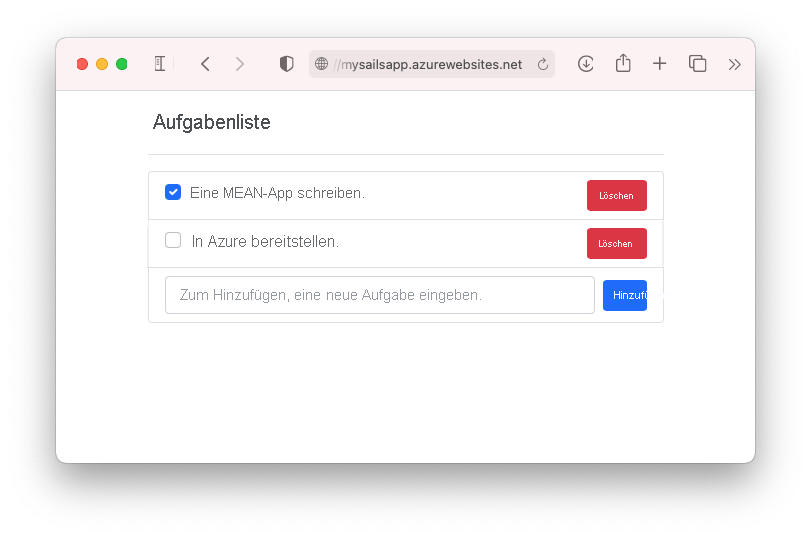 //mysailsapp.azurewebsites.net
Aufgabenliste
Eine MEAN-App schreiben.
Löschen
In Azure bereitstellen.
Löschen
Zum Hinzufügen, eine neue Aufgabe eingeben.